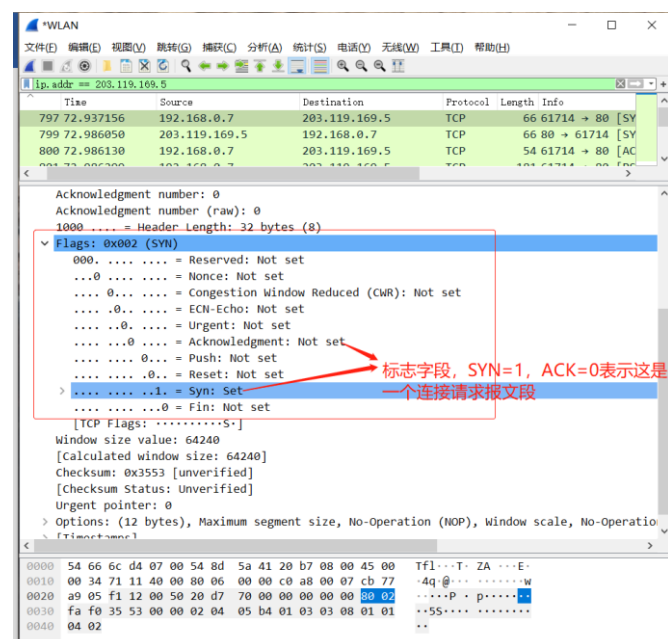 *WLAN
文件(F) 编辑(E) 视图(V) 跳转(G) 捕获(C) 分析(A) 统计(S) 电话(Y) 无线(W) 工具(T) 帮助(H)
ip.addr == 203.119.169.5
Time Source Destination Protocol Length Info
797 72.937156 192.168.0.7 203.119.169.5 TCP 66 61714 → 80 [SY
799 72.986050 203.119.169.5 192.168.0.7 TCP 66 80 → 61714 [SY
800 72.986130 192.168.0.7 203.119.169.5 TCP 54 61714 → 80 [AC
Acknowledgment number: 0
Acknowledgment number (raw): 0
1000 .... = Header Length: 32 bytes (8)
Flags: 0x002 (SYN)
000. .... .... = Reserved: Not set
...0 .... .... = Nonce: Not set
.... 0... .... = Congestion Window Reduced (CWR): Not set
.... .0.. .... = ECN-Echo: Not set
.... ..0. .... = Urgent: Not set
.... ...0 .... = Acknowledgment: Not set
.... .... 0... = Push: Not set
.... .... .0.. = Reset: Not set
.... .... ..1. = Syn: Set
.... .... ...0 = Fin: Not set
标志字段，SYN=1，ACK=0表示这是
一个连接请求报文段
[TCP Flags: ··········S·]
Window size value: 64240
[Calculated window size: 64240]
Checksum: 0x3553 [unverified]
[Checksum Status: Unverified]
Urgent pointer: 0
Options: (12 bytes), Maximum segment size, No-Operation (NOP), Window scale, No-Operatio
[Timestamps]
0000 54 66 6c d4 07 00 54 8d 5a 41 20 b7 08 00 45 00 Tfl···T· ZA ···E·
0010 00 34 71 11 40 00 80 06 00 00 c0 a8 00 07 cb 77 ·4q·@··· ·······w
0020 a9 05 f1 12 00 50 20 d7 70 00 00 00 00 00 80 02 ·····P · p·······
0030 fa f0 35 53 00 00 02 04 05 b4 01 03 03 08 01 01 ··5S···· ········
0040 04 02 ··